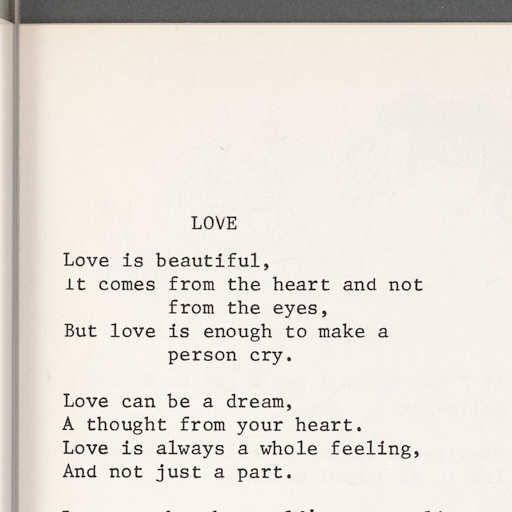 LOVE
Love is beautiful,
It comes from the heart and not
from the eyes,
But love is enough to make a
person cry.
Love can be a dream,
A thought from your heart.
Love is always a whole feeling,
And not just a part.